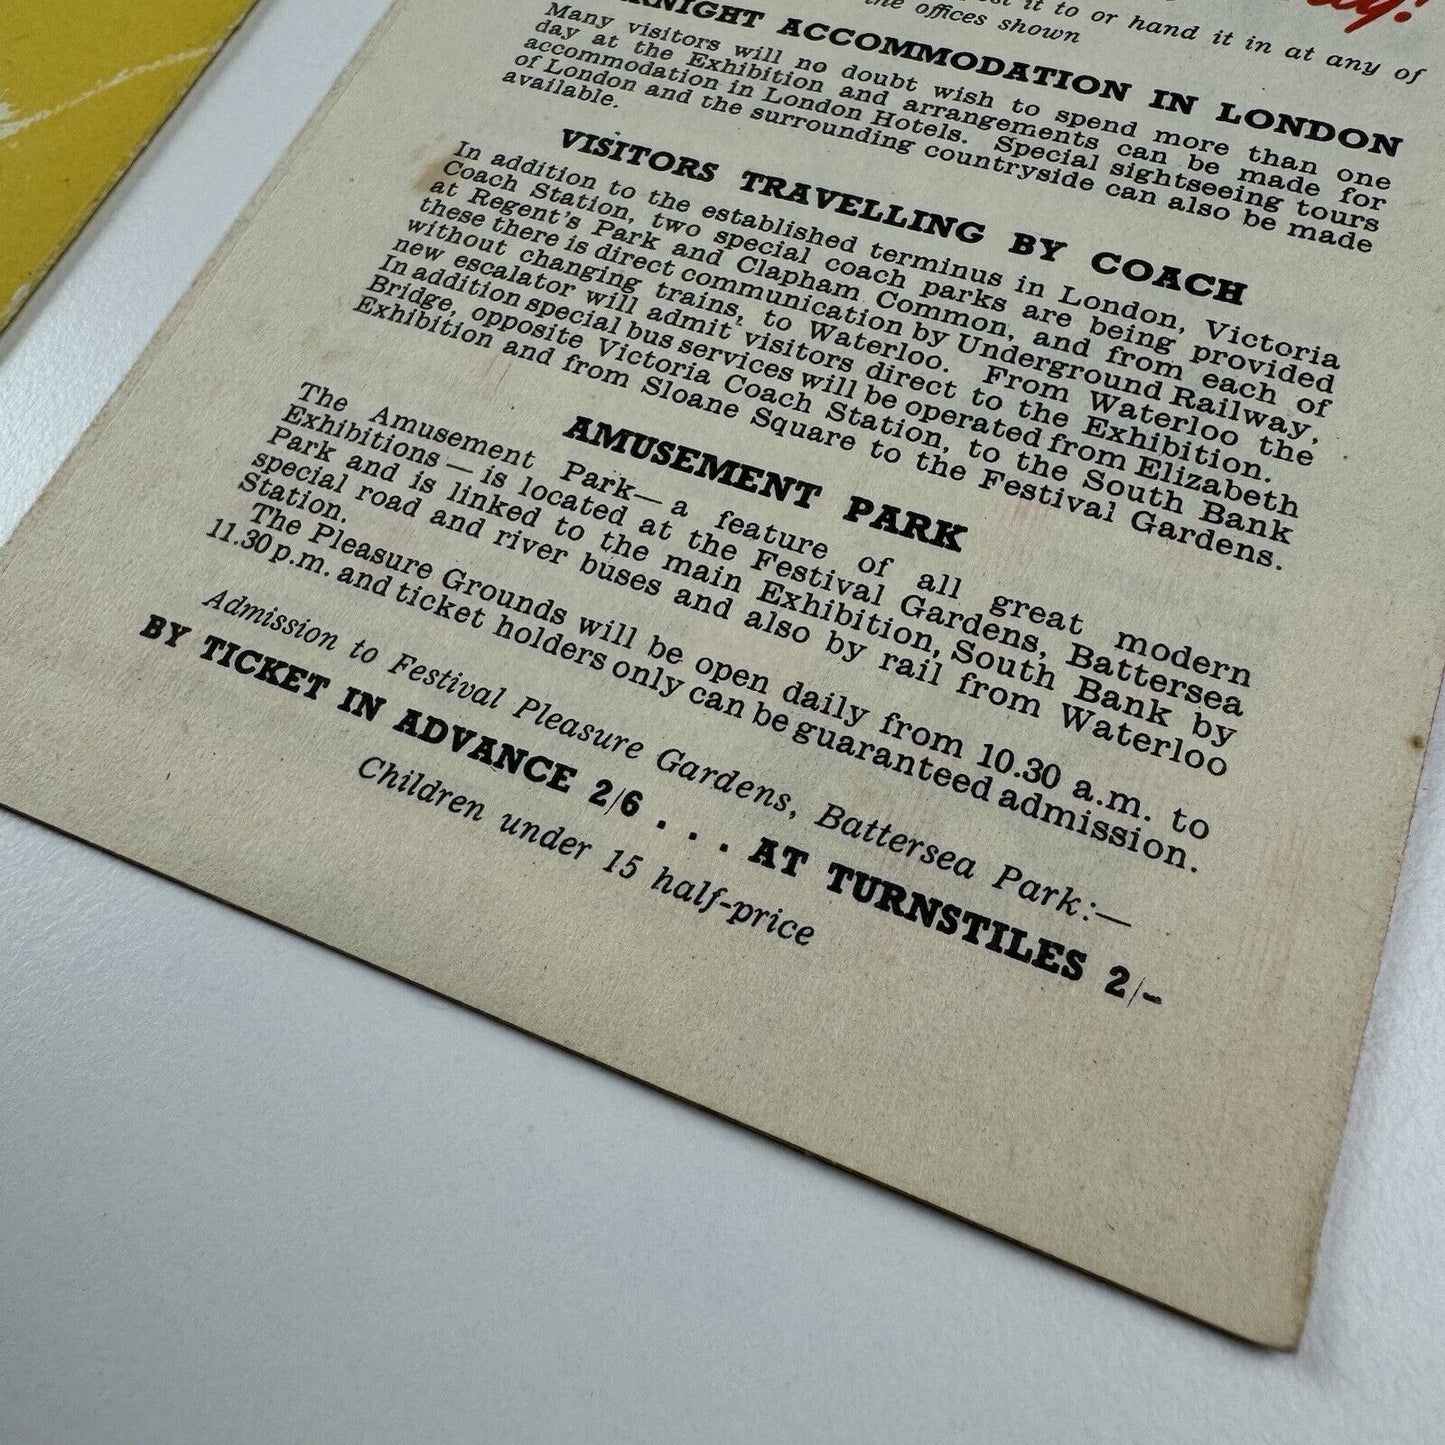 it to or hand it in at any of
the offices shown
ACCOMMODATION IN LONDON
Many visitors will no doubt wish to spend more than one
day at the Exhibition and arrangements can be made for
accommodation in London Hotels. Special sightseeing tours
of London and the surrounding countryside can also be made
available.
VISITORS TRAVELLING BY COACH
In addition to the established terminus in London, Victoria
Coach Station, two special coach parks are being provided
at Regent's Park and Clapham Common, and from each of
these there is direct communication by Underground Railway,
without changing trains, to Waterloo. From Waterloo the
new escalator will admit visitors direct to the Exhibition.
In addition special bus services will be operated from Elizabeth
Bridge, opposite Victoria Coach Station, to the South Bank
Exhibition and from Sloane Square to the Festival Gardens.
AMUSEMENT PARK
The Amusement Park—a feature of all great modern
Exhibitions—is located at the Festival Gardens, Battersea
Park and is linked to the main Exhibition, South Bank by
special road and river buses and also by rail from Waterloo
Station.
The Pleasure Grounds will be open daily from 10.30 a.m. to
11.30 p.m. and ticket holders only can be guaranteed admission.
Admission to Festival Pleasure Gardens, Battersea Park:—
BY TICKET IN ADVANCE 2/6 . . . AT TURNSTILES 2/-
Children under 15 half-price